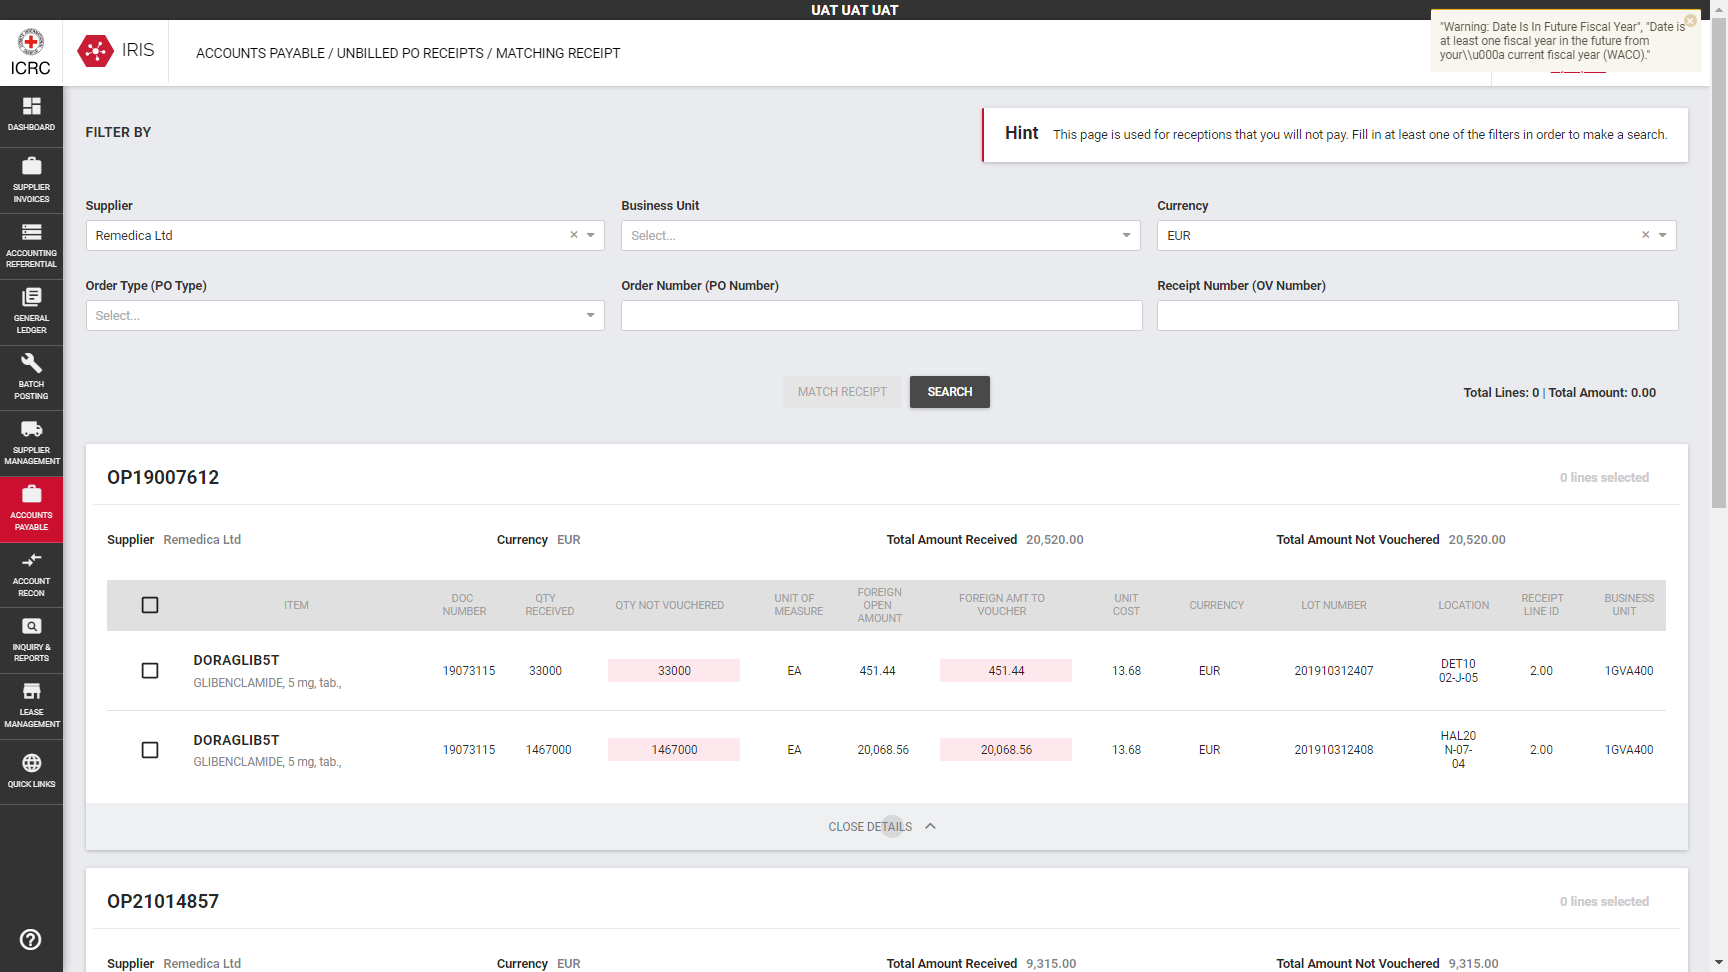 UAT UAT UAT
ICRC
IRIS
ACCOUNTS PAYABLE / UNBILLED PO RECEIPTS / MATCHING RECEIPT
"Warning: Date Is In Future Fiscal Year", "Date is
at least one fiscal year in the future from
your\\u000a current fiscal year (WACO)."
DASHBOARD
SUPPLIER
INVOICES
ACCOUNTING
REFERENTIAL
GENERAL
LEDGER
BATCH
POSTING
SUPPLIER
MANAGEMENT
ACCOUNTS
PAYABLE
ACCOUNT
RECON
INQUIRY &
REPORTS
LEASE
MANAGEMENT
QUICK LINKS
FILTER BY
Hint This page is used for receptions that you will not pay. Fill in at least one of the filters in order to make a search.
Supplier Business Unit Currency
Remedica Ltd × Select... EUR ×
Order Type (PO Type) Order Number (PO Number) Receipt Number (OV Number)
Select...
MATCH RECEIPT SEARCH Total Lines: 0 | Total Amount: 0.00
OP19007612 0 lines selected
Supplier Remedica Ltd Currency EUR Total Amount Received 20,520.00 Total Amount Not Vouchered 20,520.00
ITEM DOC NUMBER QTY RECEIVED QTY NOT VOUCHERED UNIT OF MEASURE FOREIGN OPEN AMOUNT FOREIGN AMT TO VOUCHER UNIT COST CURRENCY LOT NUMBER LOCATION RECEIPT LINE ID BUSINESS UNIT
DORAGLIB5T
GLIBENCLAMIDE, 5 mg, tab.,
19073115 33000 33000 EA 451.44 451.44 13.68 EUR 201910312407 DET10 02-J-05 2.00 1GVA400
DORAGLIB5T
GLIBENCLAMIDE, 5 mg, tab.,
19073115 1467000 1467000 EA 20,068.56 20,068.56 13.68 EUR 201910312408 HAL20 N-07- 04 2.00 1GVA400
CLOSE DETAILS
OP21014857 0 lines selected
Supplier Remedica Ltd Currency EUR Total Amount Received 9,315.00 Total Amount Not Vouchered 9,315.00